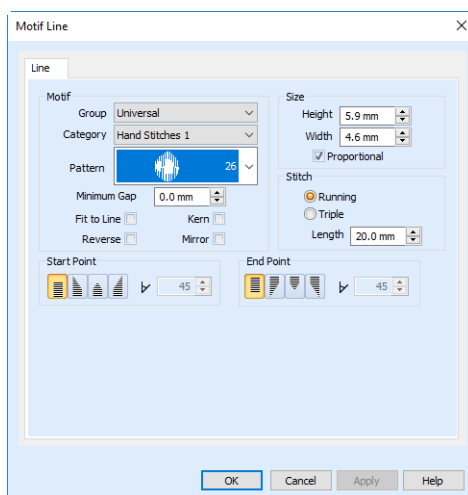 Motif Line
Line
Motif
Group Universal
Category Hand Stitches 1
Pattern 26
Minimum Gap 0.0 mm
Fit to Line Kern
Reverse Mirror
Size
Height 5.9 mm
Width 4.6 mm
Proportional
Stitch
Running
Triple
Length 20.0 mm
Start Point
45
End Point
45
OK Cancel Apply Help